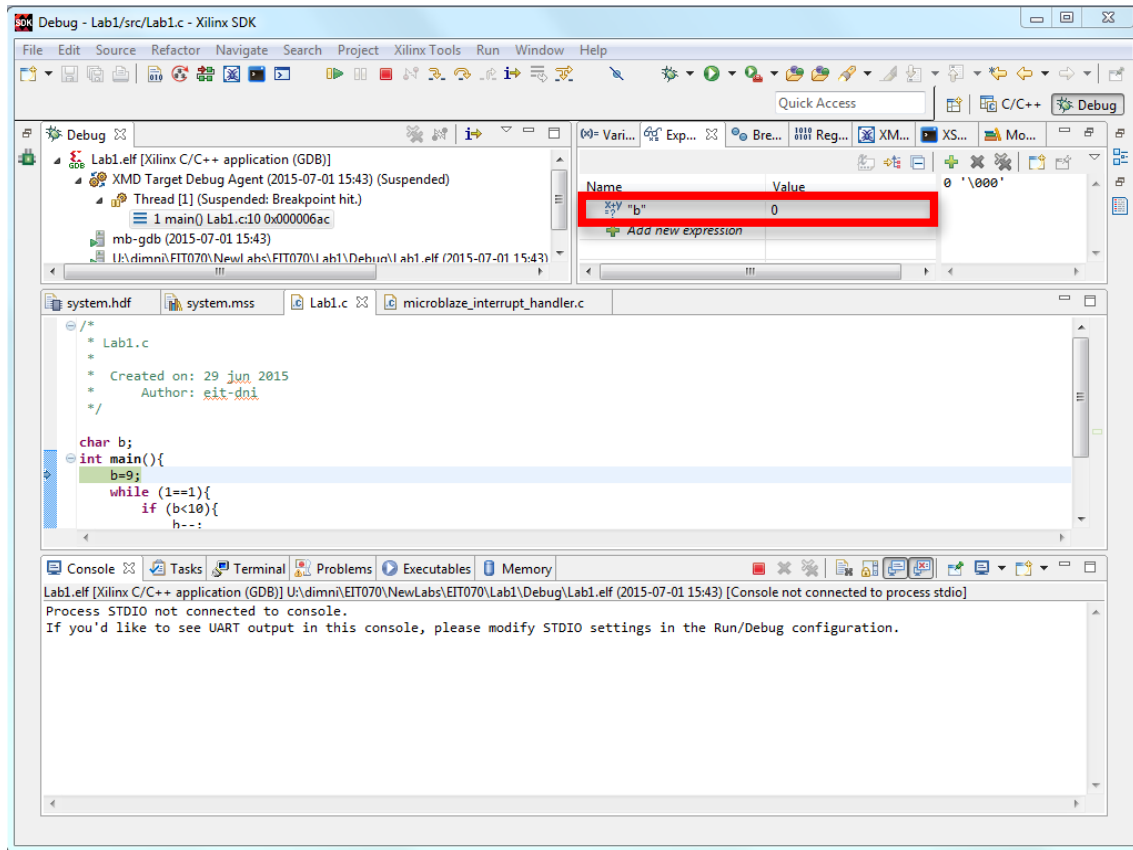 SDK Debug - Lab1/src/Lab1.c - Xilinx SDK
File Edit Source Refactor Navigate Search Project Xilinx Tools Run Window Help
Quick Access C/C++ Debug
Debug
(x)= Vari... Exp... Bre... Reg... XM... XS... Mo...
Lab1.elf [Xilinx C/C++ application (GDB)]
XMD Target Debug Agent (2015-07-01 15:43) (Suspended)
Thread [1] (Suspended: Breakpoint hit.)
1 main() Lab1.c:10 0x000006ac
mb-gdb (2015-07-01 15:43)
U:\dimni\EIT070\NewLabs\EIT070\Lab1\Debug\Lab1.elf (2015-07-01 15:43)
Name Value
"b" 0
Add new expression
0 '\000'
system.hdf system.mss Lab1.c microblaze_interrupt_handler.c
/*
* Lab1.c
*
* Created on: 29 jun 2015
* Author: eit-dni
*/
char b;
int main(){
b=9;
while (1==1){
if (b<10){
b--;
Console Tasks Terminal Problems Executables Memory
Lab1.elf [Xilinx C/C++ application (GDB)] U:\dimni\EIT070\NewLabs\EIT070\Lab1\Debug\Lab1.elf (2015-07-01 15:43) [Console not connected to process stdio]
Process STDIO not connected to console.
If you'd like to see UART output in this console, please modify STDIO settings in the Run/Debug configuration.